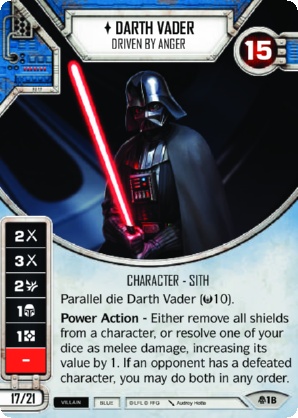 DARTH VADER
DRIVEN BY ANGER
15
2
3
2
1
1
-
17/21
CHARACTER - SITH
Parallel die Darth Vader (10).
Power Action - Either remove all shields
from a character, or resolve one of your
dice as melee damage, increasing its
value by 1. If an opponent has a defeated
character, you may do both in any order.
VILLAIN
BLUE
1B